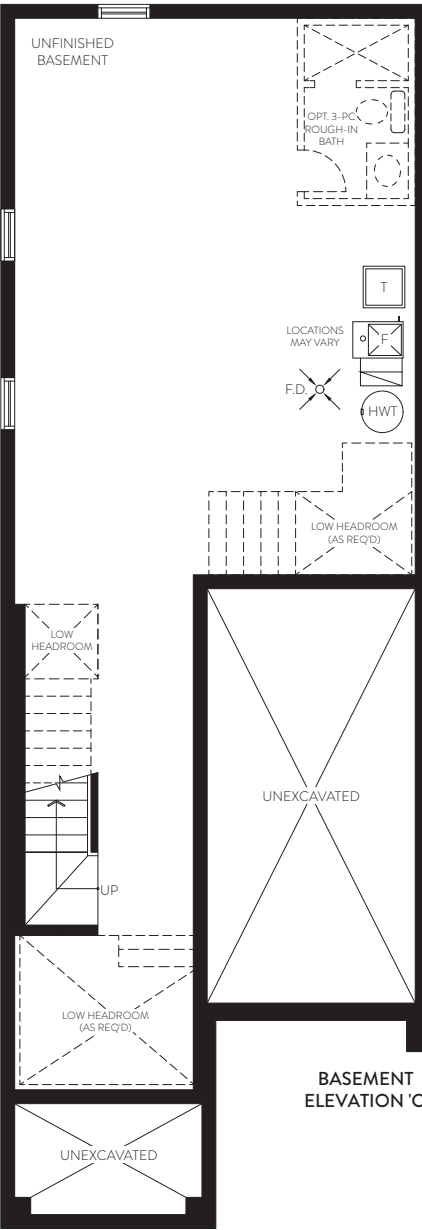 UNFINISHED
BASEMENT
OPT. 3-PC
ROUGH-IN
BATH
T
LOCATIONS
MAY VARY
F
F.D.
HWT
LOW HEADROOM
(AS REQ'D)
LOW
HEADROOM
UNEXCAVATED
UP
LOW HEADROOM
(AS REQ'D)
BASEMENT
ELEVATION 'C
UNEXCAVATED